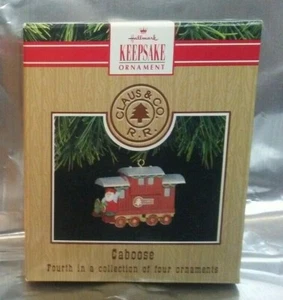 Hallmark
KEEPSAKE
ORNAMENT
CLAUS & CO.
R.R.
Caboose
Fourth in a collection of four ornaments